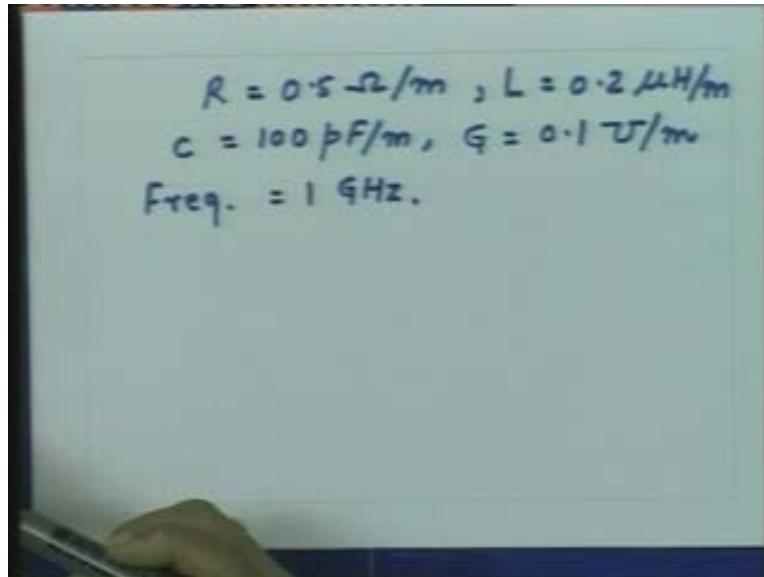 R = 0.5 Ω/m , L = 0.2 μH/m
C = 100 pF/m, G = 0.1 ℧/m
Freq. = 1 GHz.